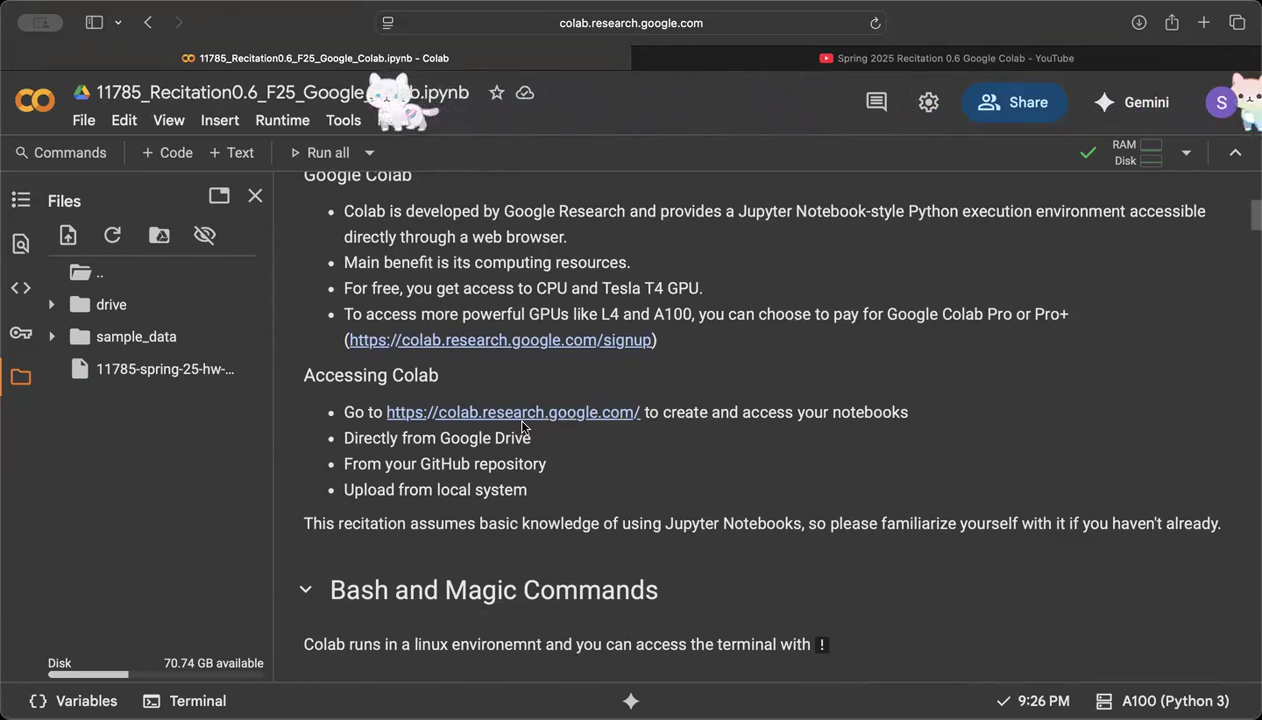 colab.research.google.com
11785_Recitation0.6_F25_Google_Colab.ipynb - Colab
Spring 2025 Recitation 0.6 Google Colab - YouTube
11785_Recitation0.6_F25_Google_ b.ipynb
File Edit View Insert Runtime Tools
Share
Gemini
S
Commands + Code + Text Run all
RAM
Disk
Files
..
drive
sample_data
11785-spring-25-hw-...
Disk 70.74 GB available
Google Colab
• Colab is developed by Google Research and provides a Jupyter Notebook-style Python execution environment accessible
directly through a web browser.
• Main benefit is its computing resources.
• For free, you get access to CPU and Tesla T4 GPU.
• To access more powerful GPUs like L4 and A100, you can choose to pay for Google Colab Pro or Pro+
(https://colab.research.google.com/signup)
Accessing Colab
• Go to https://colab.research.google.com/ to create and access your notebooks
• Directly from Google Drive
• From your GitHub repository
• Upload from local system
This recitation assumes basic knowledge of using Jupyter Notebooks, so please familiarize yourself with it if you haven't already.
Bash and Magic Commands
Colab runs in a linux environemnt and you can access the terminal with !
Variables Terminal
9:26 PM A100 (Python 3)